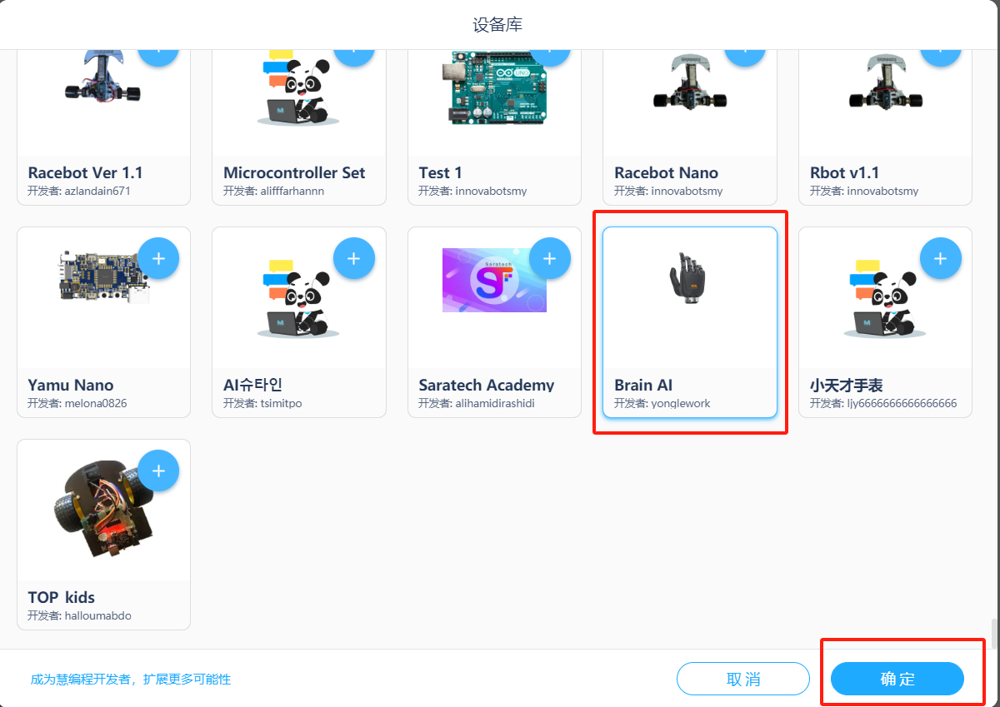 设备库
UNO
Racebot Ver 1.1
开发者: azlandain671
Microcontroller Set
开发者: alifffarhannn
Test 1
开发者: innovabotsmy
Racebot Nano
开发者: innovabotsmy
Rbot v1.1
开发者: innovabotsmy
Saratech
Yamu Nano
开发者: melona0826
AI슈타인
开发者: tsimitpo
Saratech Academy
开发者: alihamidirashidi
Brain AI
开发者: yonglework
小天才手表
开发者: ljy6666666666666666
TOP kids
开发者: halloumabdo
成为慧编程开发者，扩展更多可能性
取消
确定